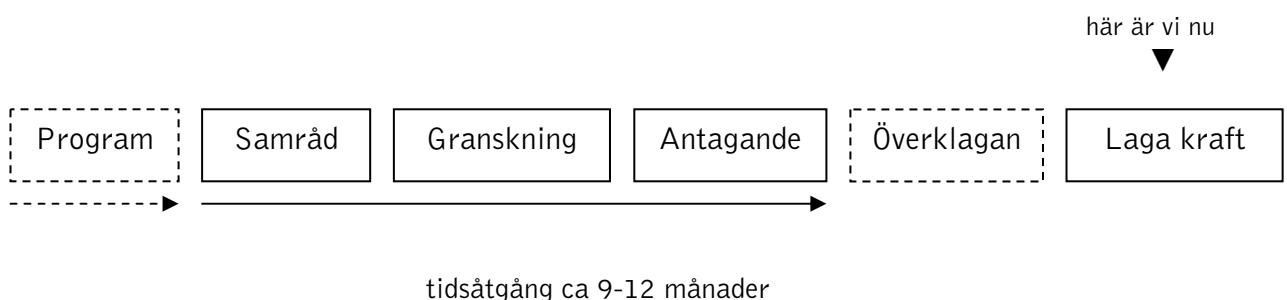 här är vi nu
Program Samråd Granskning Antagande Överklagan Laga kraft
tidsåtgång ca 9-12 månader